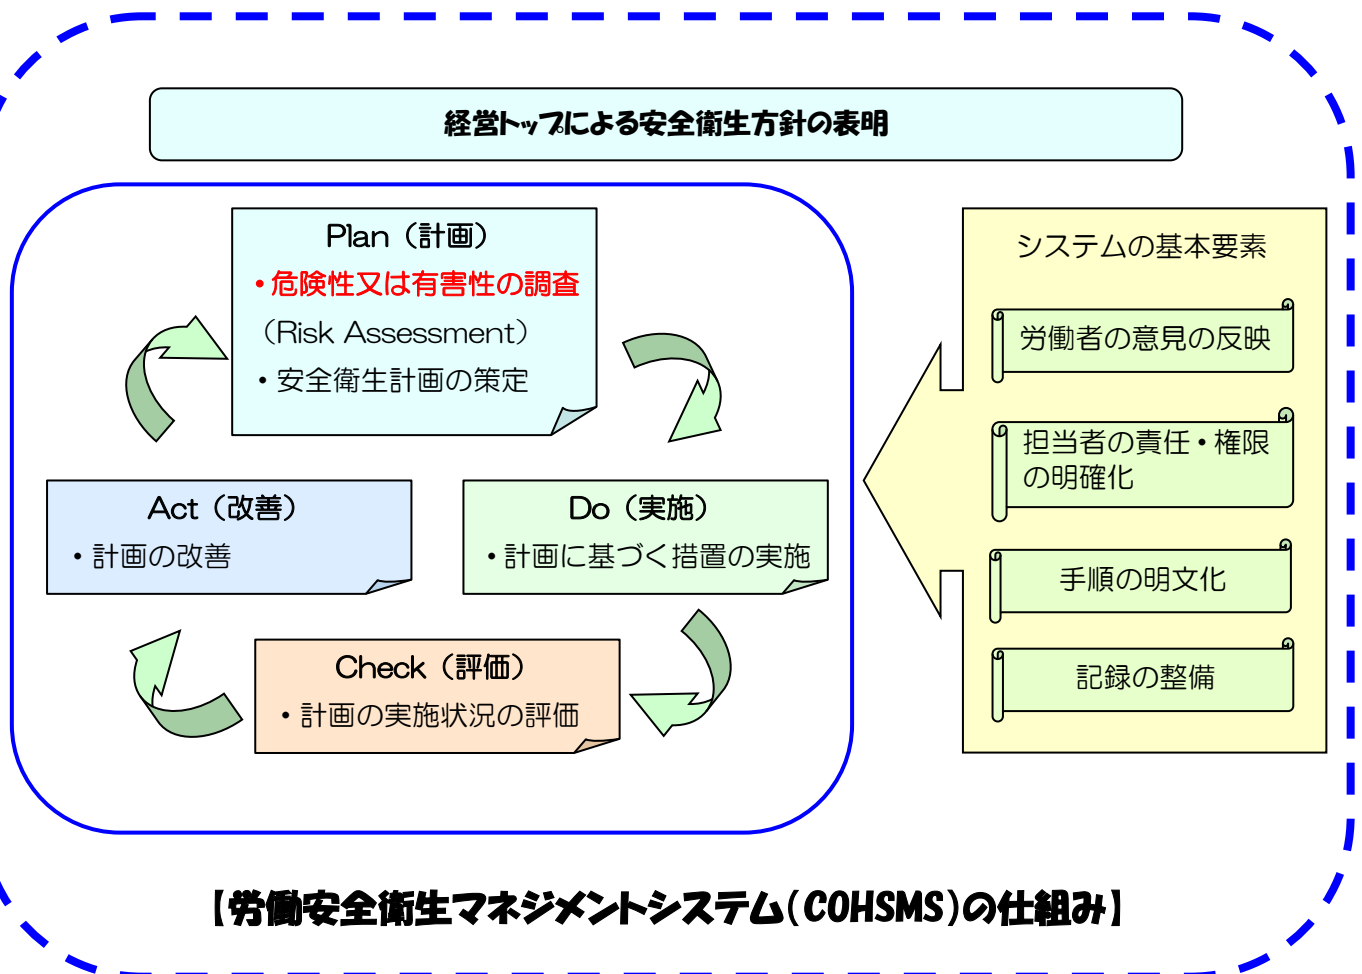 経営トップによる安全衛生方針の表明
Plan（計画）
・危険性又は有害性の調査
（Risk Assessment）
・安全衛生計画の策定
Act（改善）
・計画の改善
Do（実施）
・計画に基づく措置の実施
Check（評価）
・計画の実施状況の評価
システムの基本要素
労働者の意見の反映
担当者の責任・権限
の明確化
手順の明文化
記録の整備
【労働安全衛生マネジメントシステム(COHSMS)の仕組み】